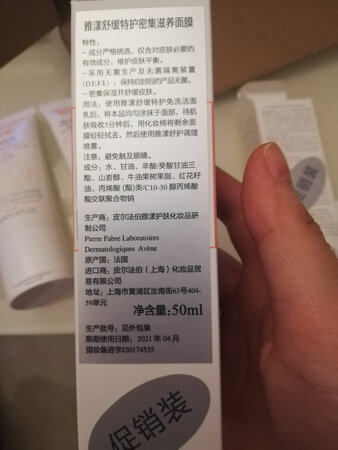 雅漾舒缓特护密集滋养面膜
特性：
- 成分严格挑选，仅含对皮肤必要的
有效成分，维护皮肤平衡。
- 采用无菌生产及无菌隔离装置
(D.E.F.I.)，保持启封后的产品无菌。
- 密集保湿并舒缓皮肤。
用法：使用雅漾舒缓特护免洗洁面
乳后，将本品均匀涂抹于面部，待肌
肤吸收5分钟后，用化妆棉将剩余面
膜轻轻拭去，然后使用雅漾舒护调理
喷雾。
注意：避免触及眼睛。
成分：水、甘油、辛酸/癸酸甘油三
酯、山嵛醇、牛油果树果脂、红花籽
油、丙烯酸（酯）类/C10-30 醇丙烯酸
酯交联聚合物钠
生产商：皮尔法伯雅漾护肤化妆品研
制公司
Pierre Fabre Laboratoires
Dermatologiques Avène
原产国：法国
进口商：皮尔法伯（上海）化妆品贸
易有限公司
地址：上海市黄浦区汝南街63号404-
59单元
净含量:50ml
生产批号：见外包装
限期使用日期：2021 年 04 月
国妆备进字J20174535
促销装
促销装